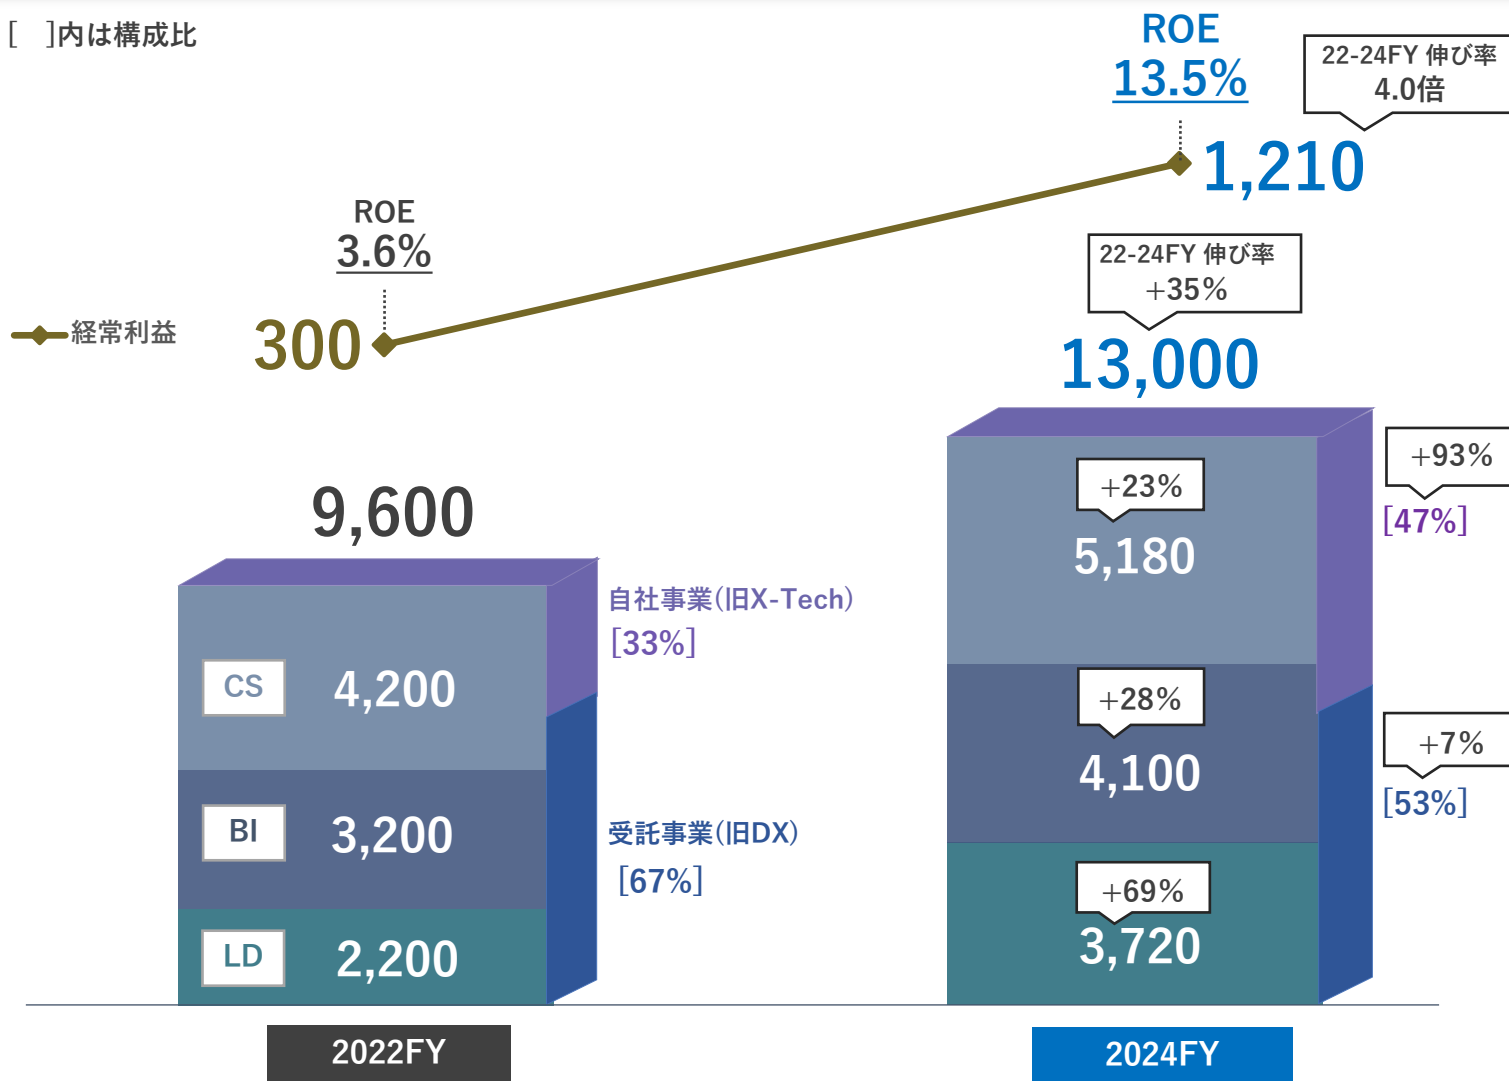 [ ]内は構成比
ROE
13.5%
22-24FY 伸び率
4.0倍
1,210
ROE
3.6%
22-24FY 伸び率
+35%
経常利益
300
13,000
9,600
+23%
5,180
+93%
[47%]
自社事業(旧X-Tech)
[33%]
CS
4,200
+28%
4,100
+7%
[53%]
BI
3,200
受託事業(旧DX)
[67%]
+69%
3,720
LD
2,200
2022FY
2024FY